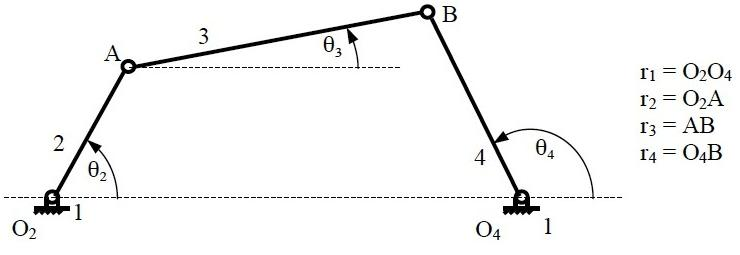 B
3
θ₃
A
r₁ = O₂O₄
r₂ = O₂A
r₃ = AB
r₄ = O₄B
2
θ₂
4
θ₄
1
O₂
O₄
1